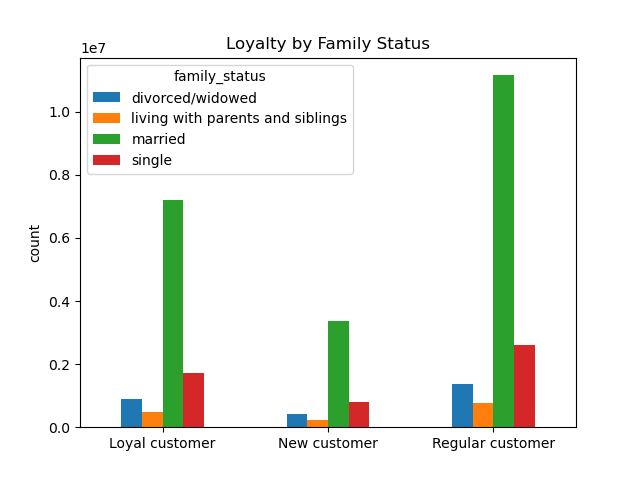 Loyalty by Family Status
1e7
family_status
divorced/widowed
living with parents and siblings
married
single
count
1.0
0.8
0.6
0.4
0.2
0.0
Loyal customer
New customer
Regular customer